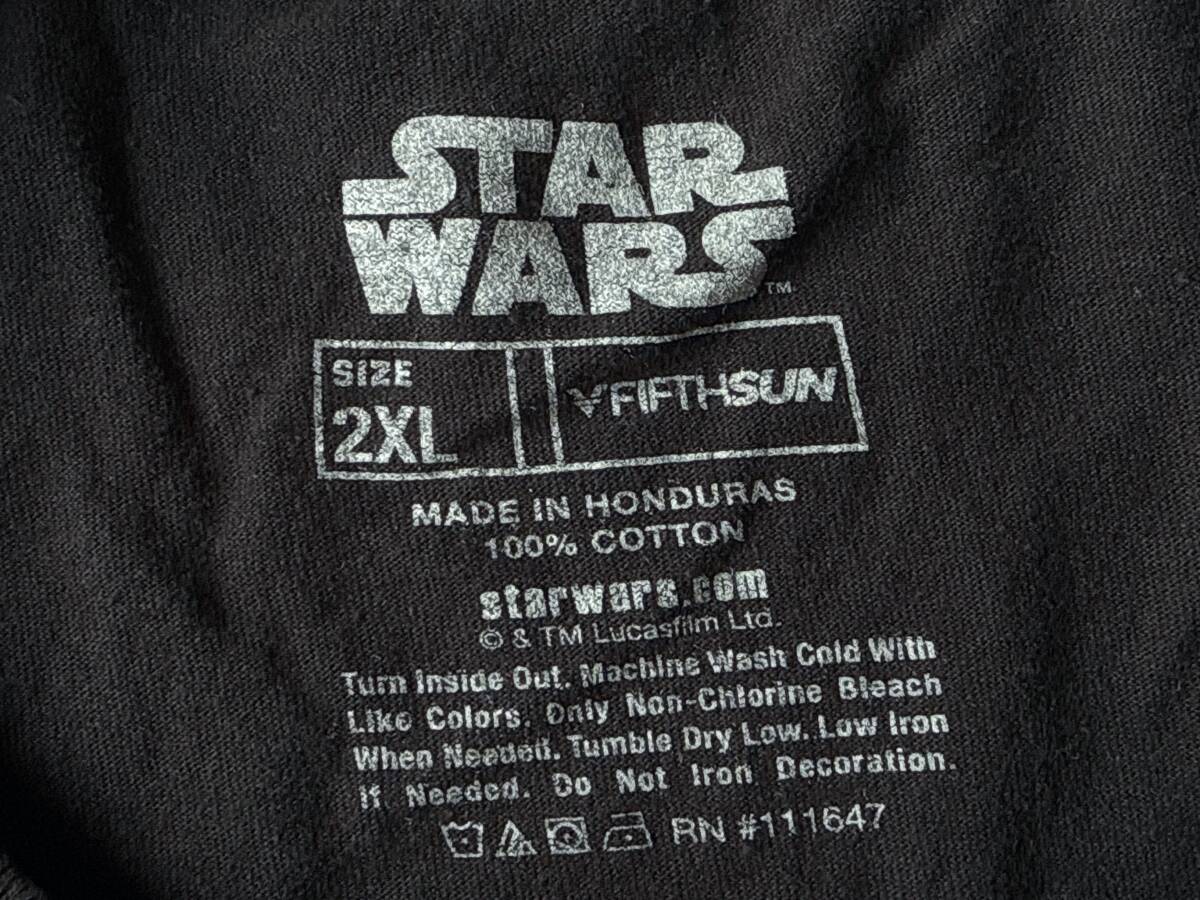 STAR
WARS
TM
SIZE
2XL
FIFTHSUN
MADE IN HONDURAS
100% COTTON
starwars.com
© & TM Lucasfilm Ltd.
Turn Inside Out. Machine Wash Cold With
Like Colors. Only Non-Chlorine Bleach
When Needed. Tumble Dry Low. Low Iron
If Needed. Do Not Iron Decoration.
RN #111647